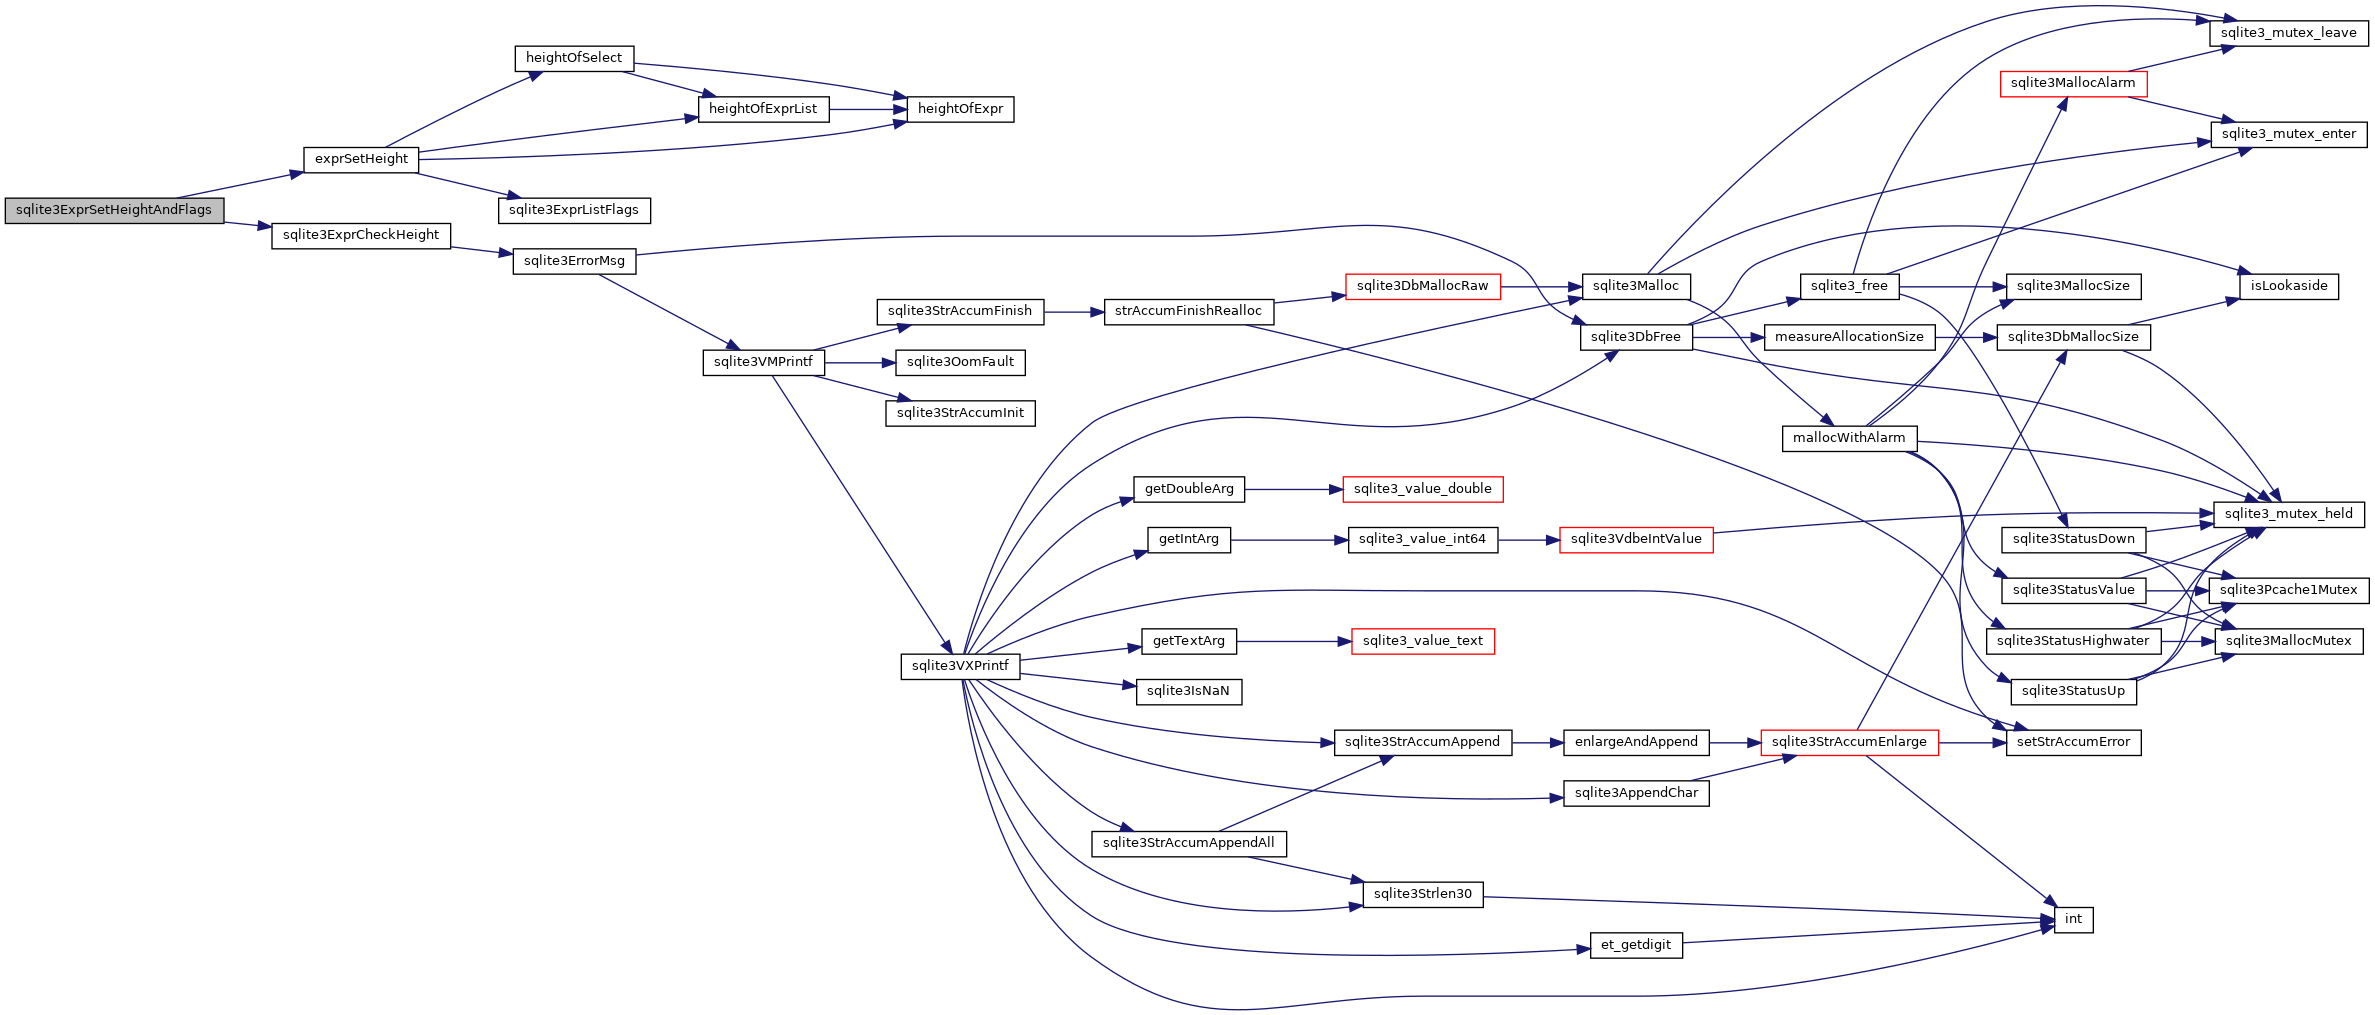 sqlite3ExprSetHeightAndFlags
exprSetHeight
sqlite3ExprCheckHeight
heightOfSelect
heightOfExprList
heightOfExpr
sqlite3ExprListFlags
sqlite3ErrorMsg
sqlite3VMPrintf
sqlite3StrAccumFinish
sqlite3OomFault
sqlite3StrAccumInit
strAccumFinishRealloc
sqlite3DbMallocRaw
sqlite3Malloc
sqlite3DbFree
sqlite3_free
measureAllocationSize
mallocWithAlarm
sqlite3MallocAlarm
sqlite3_mutex_leave
sqlite3_mutex_enter
sqlite3MallocSize
isLookaside
sqlite3DbMallocSize
sqlite3VXPrintf
getDoubleArg
sqlite3_value_double
getIntArg
sqlite3_value_int64
sqlite3VdbeIntValue
sqlite3_mutex_held
sqlite3StatusDown
sqlite3StatusValue
sqlite3Pcache1Mutex
sqlite3StatusHighwater
sqlite3MallocMutex
sqlite3StatusUp
getTextArg
sqlite3_value_text
sqlite3IsNaN
sqlite3StrAccumAppend
enlargeAndAppend
sqlite3StrAccumEnlarge
setStrAccumError
sqlite3AppendChar
sqlite3StrAccumAppendAll
sqlite3Strlen30
et_getdigit
int